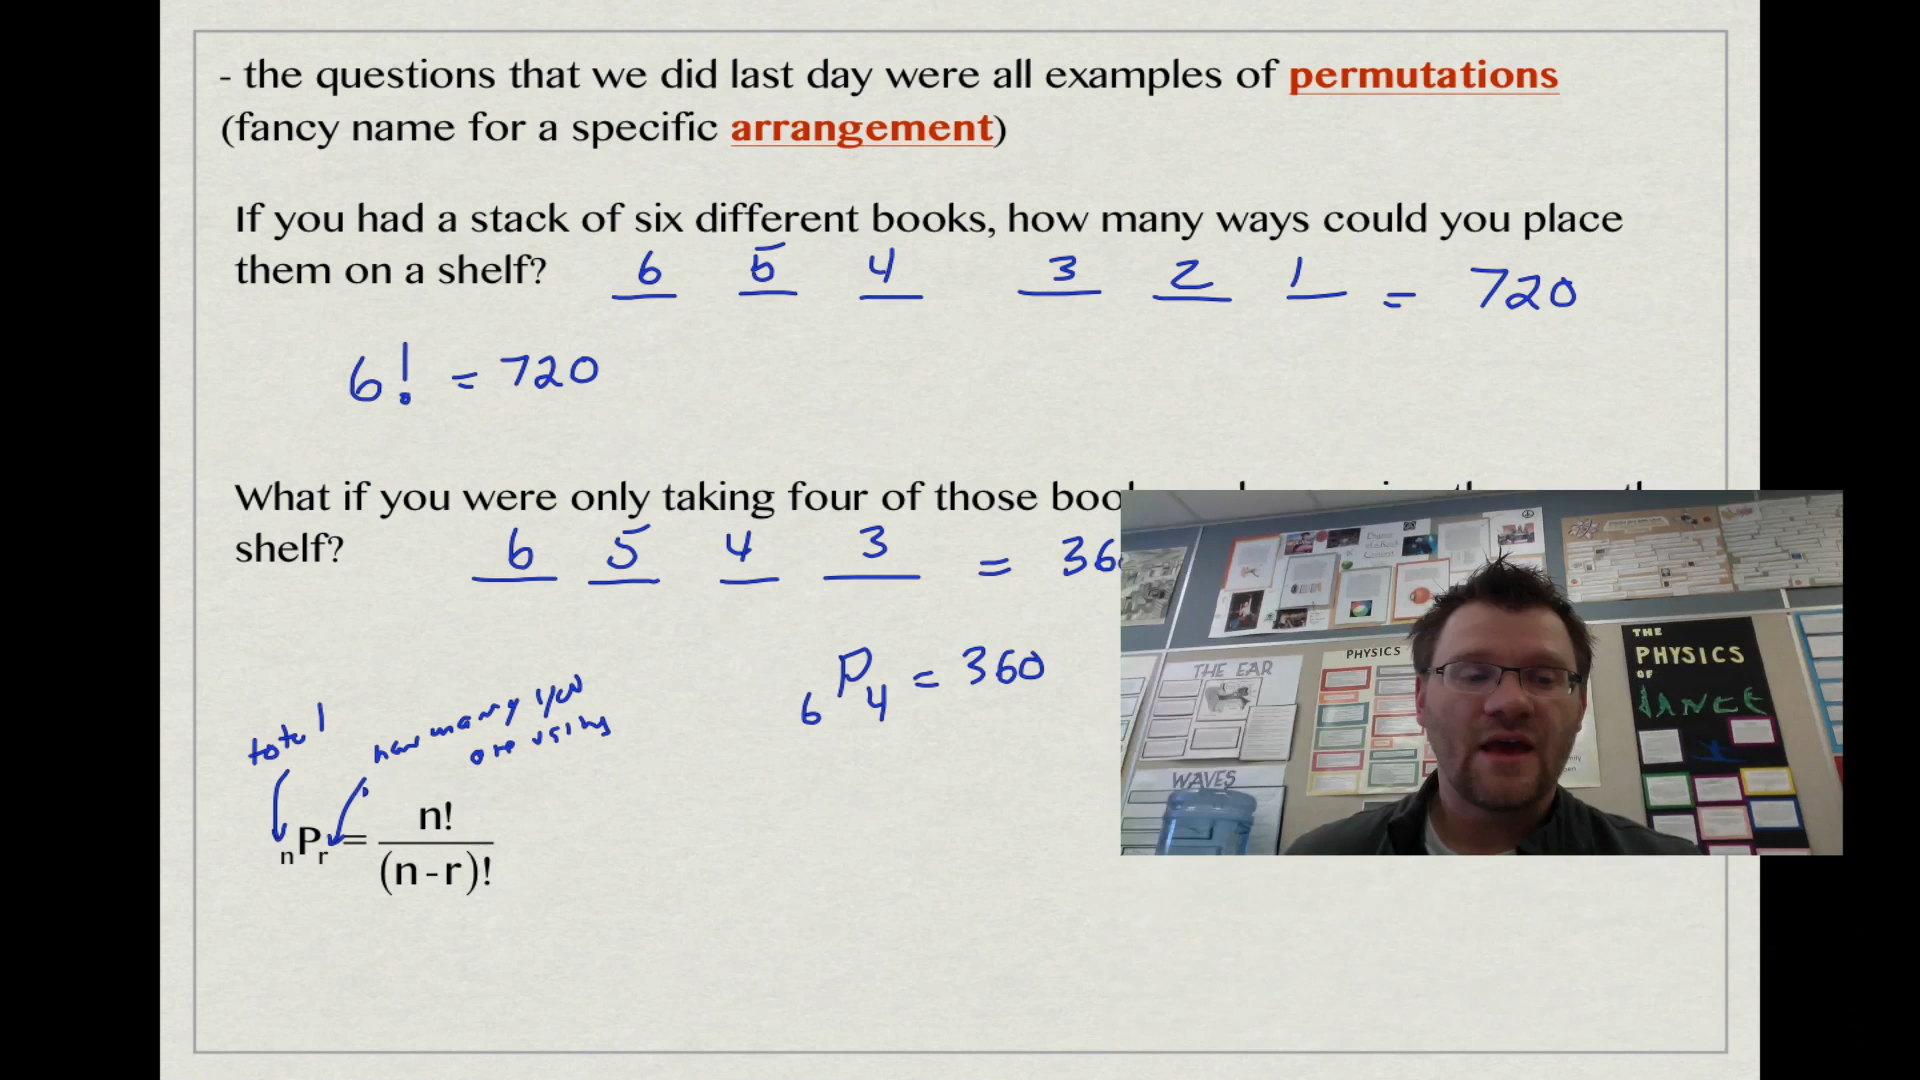 - the questions that we did last day were all examples of permutations
(fancy name for a specific arrangement)
If you had a stack of six different books, how many ways could you place
them on a shelf? 6 5 4 3 2 1 = 720
6! = 720
What if you were only taking four of those
shelf? 6 5 4 3 = 36
6P4 = 360
total
how many you
are using
nPr = n!
(n-r)!
THE EAR
WAVES
PHYSICS
THE
PHYSICS
OF
DANCE